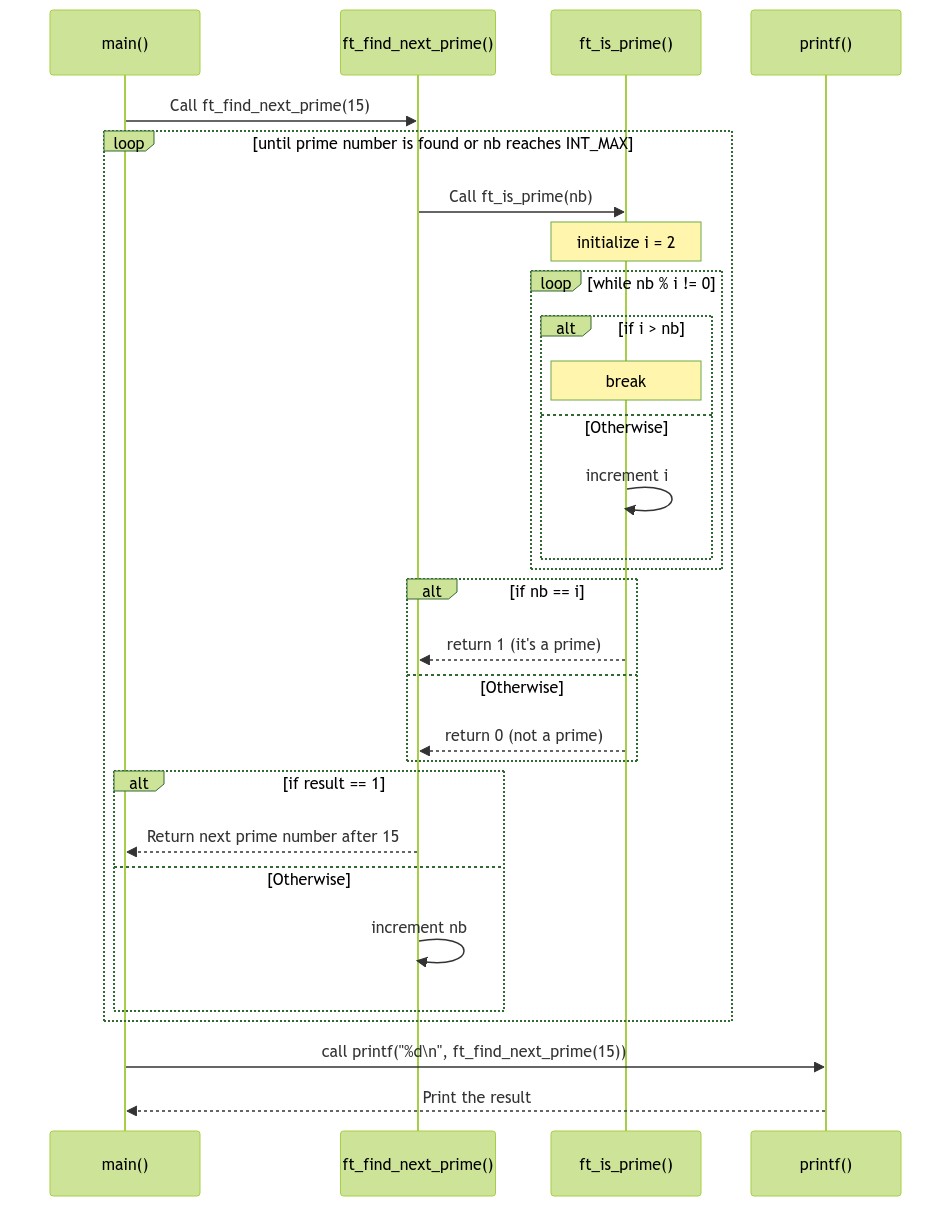 main()
ft_find_next_prime()
ft_is_prime()
printf()
Call ft_find_next_prime(15)
loop
[until prime number is found or nb reaches INT_MAX]
Call ft_is_prime(nb)
initialize i = 2
loop
[while nb % i != 0]
alt
[if i > nb]
break
[Otherwise]
increment i
alt
[if nb == i]
return 1 (it's a prime)
[Otherwise]
return 0 (not a prime)
alt
[if result == 1]
Return next prime number after 15
[Otherwise]
increment nb
call printf("%d\n", ft_find_next_prime(15))
Print the result
main()
ft_find_next_prime()
ft_is_prime()
printf()